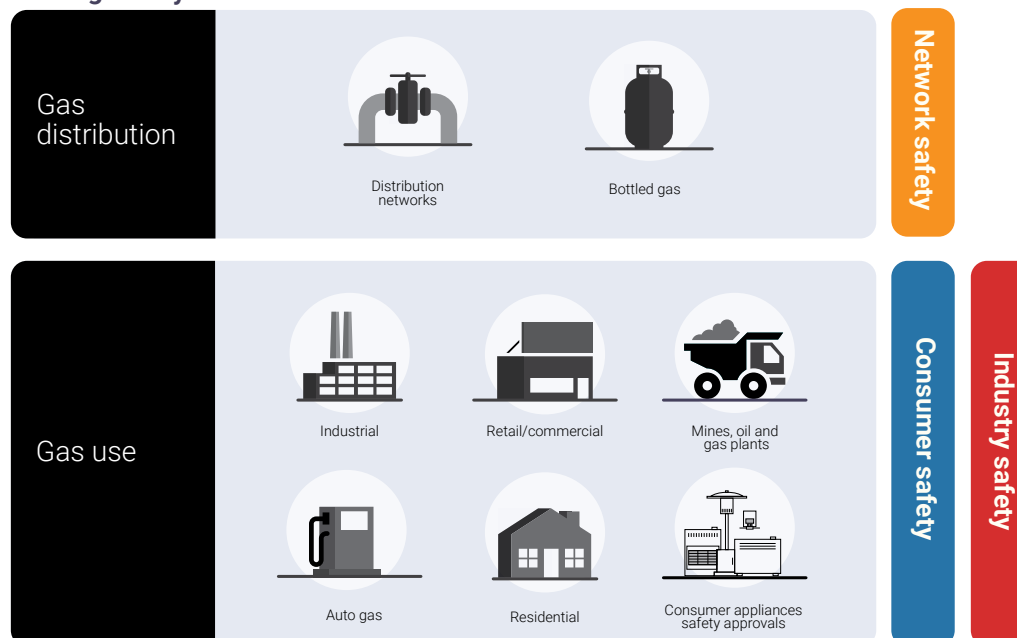 Gas
distribution
Distribution
networks
Bottled gas
Network safety
Gas use
Industrial
Retail/commercial
Mines, oil and
gas plants
Auto gas
Residential
Consumer appliances
safety approvals
Consumer safety
Industry safety